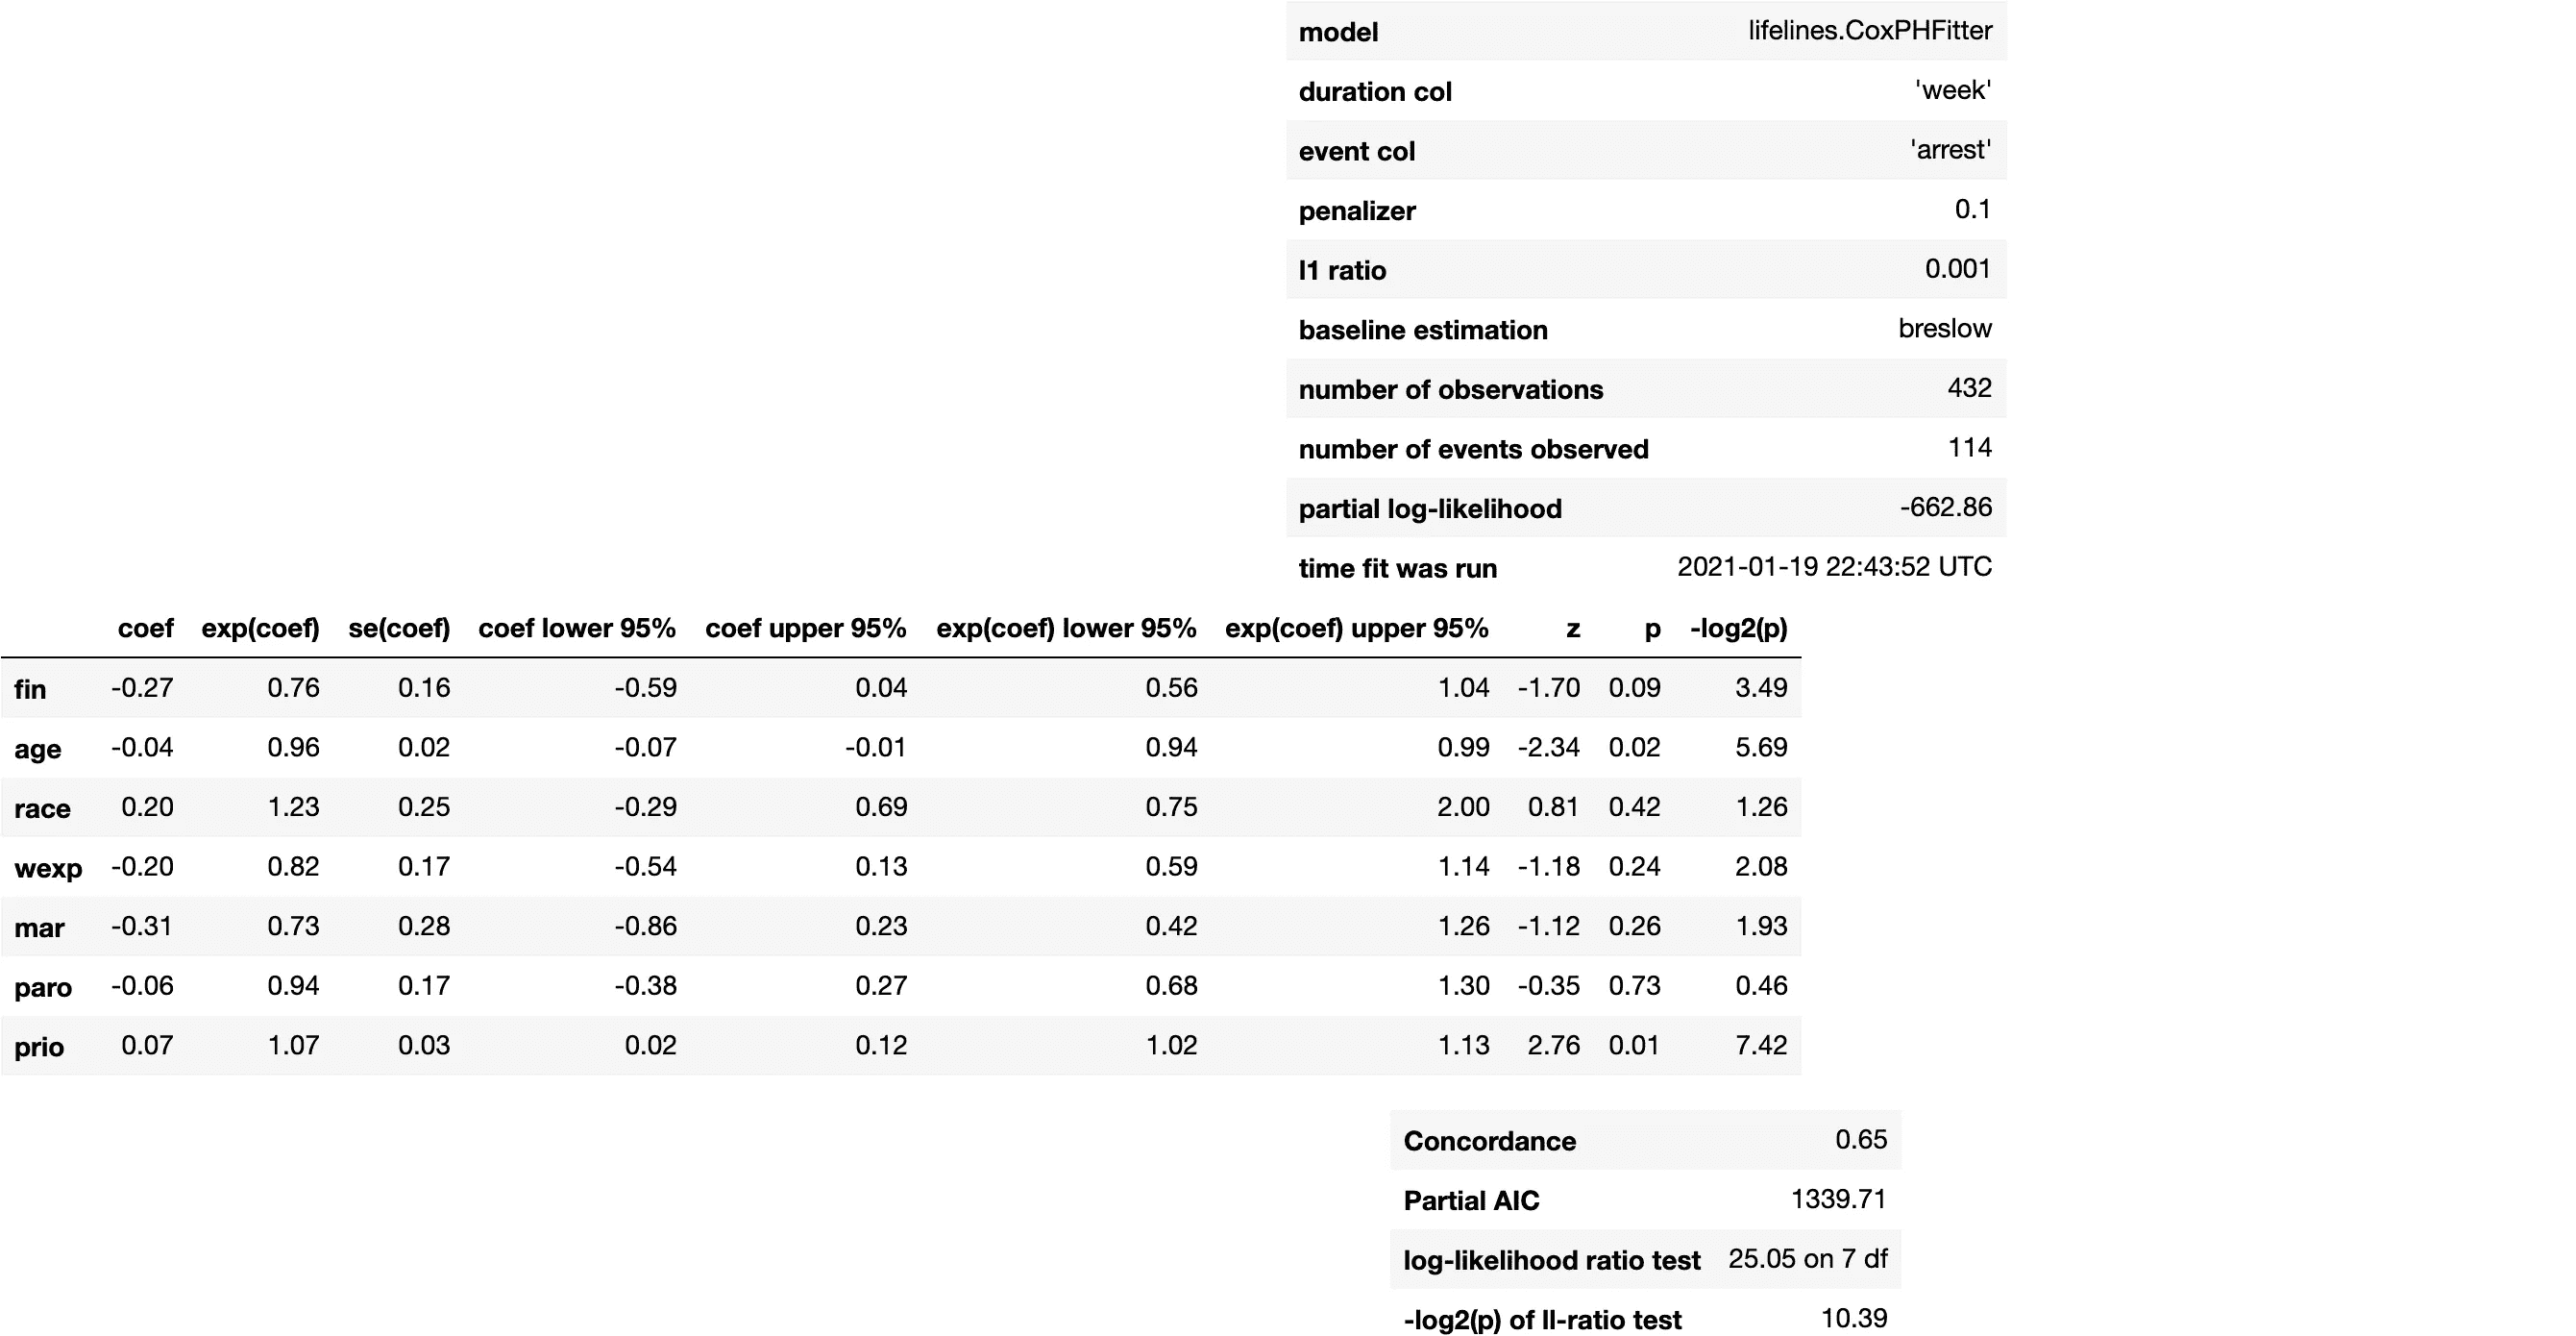 model lifelines.CoxPHFitter
duration col 'week'
event col 'arrest'
penalizer 0.1
l1 ratio 0.001
baseline estimation breslow
number of observations 432
number of events observed 114
partial log-likelihood -662.86
time fit was run 2021-01-19 22:43:52 UTC
coef exp(coef) se(coef) coef lower 95% coef upper 95% exp(coef) lower 95% exp(coef) upper 95% z p -log2(p)
fin -0.27 0.76 0.16 -0.59 0.04 0.56 1.04 -1.70 0.09 3.49
age -0.04 0.96 0.02 -0.07 -0.01 0.94 0.99 -2.34 0.02 5.69
race 0.20 1.23 0.25 -0.29 0.69 0.75 2.00 0.81 0.42 1.26
wexp -0.20 0.82 0.17 -0.54 0.13 0.59 1.14 -1.18 0.24 2.08
mar -0.31 0.73 0.28 -0.86 0.23 0.42 1.26 -1.12 0.26 1.93
paro -0.06 0.94 0.17 -0.38 0.27 0.68 1.30 -0.35 0.73 0.46
prio 0.07 1.07 0.03 0.02 0.12 1.02 1.13 2.76 0.01 7.42
Concordance 0.65
Partial AIC 1339.71
log-likelihood ratio test 25.05 on 7 df
-log2(p) of ll-ratio test 10.39